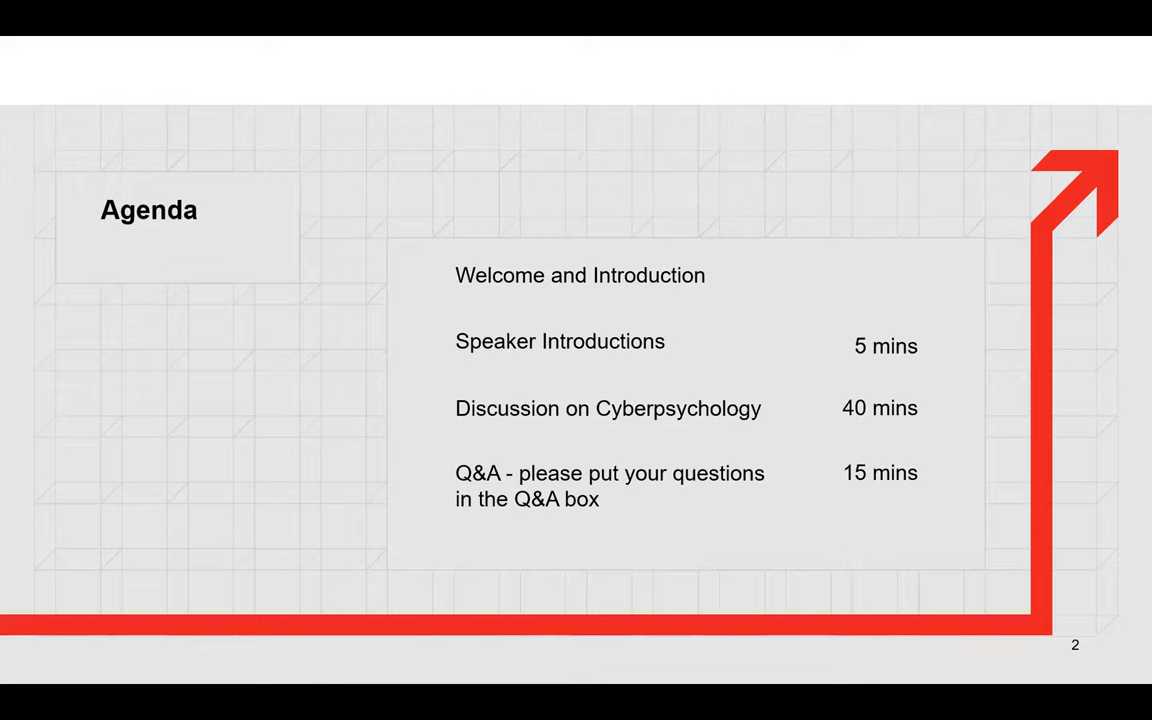 Agenda
Welcome and Introduction
Speaker Introductions 5 mins
Discussion on Cyberpsychology 40 mins
Q&A - please put your questions 15 mins
in the Q&A box
2